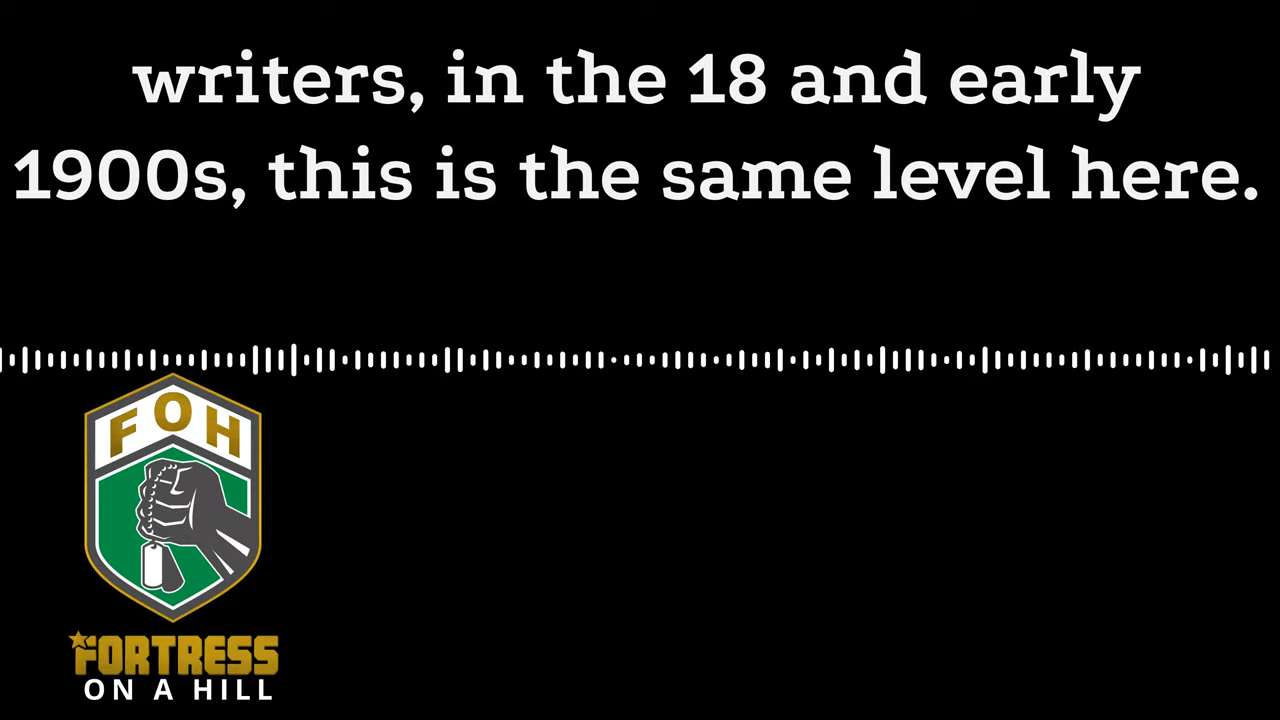 writers, in the 18 and early
1900s, this is the same level here.
FOH
FORTRESS
ON A HILL